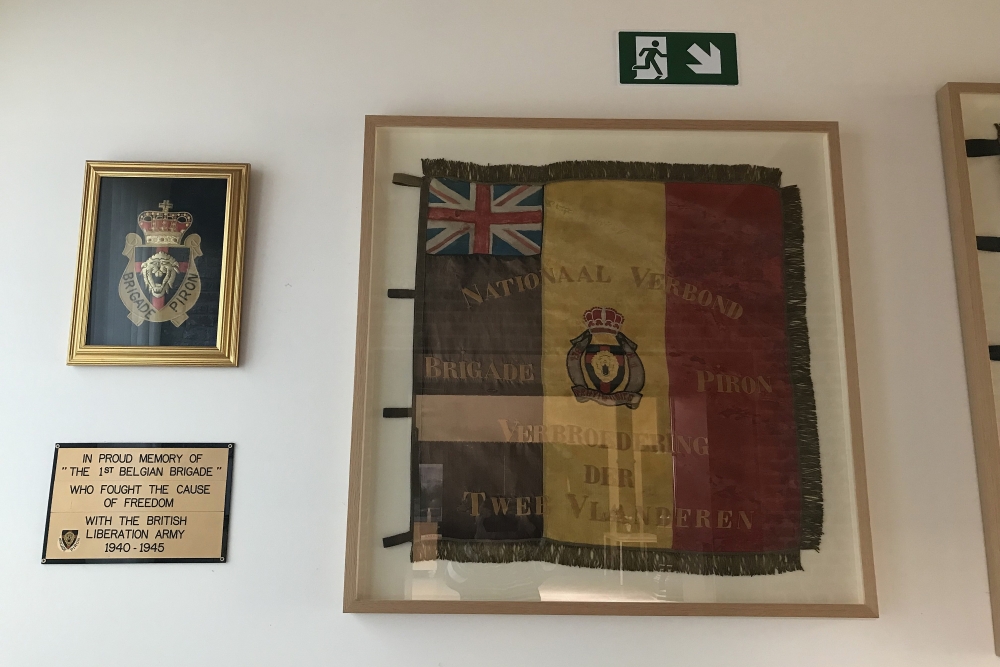 BRIGADE PIRON
IN PROUD MEMORY OF
"THE 1ST BELGIAN BRIGADE"
WHO FOUGHT THE CAUSE
OF FREEDOM
WITH THE BRITISH
LIBERATION ARMY
1940-1945
NATIONAAL VERBOND
BRIGADE PIRON
VERBROEDERING
DER
TWEE VLAANDEREN